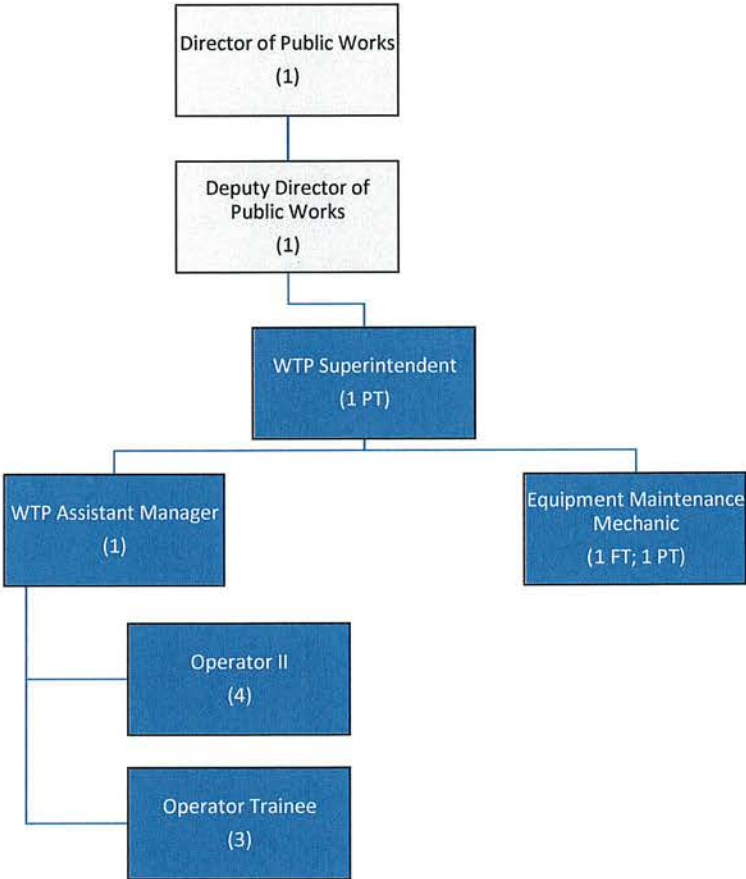 Director of Public Works
(1)
Deputy Director of
Public Works
(1)
WTP Superintendent
(1 PT)
WTP Assistant Manager
(1)
Equipment Maintenance
Mechanic
(1 FT; 1 PT)
Operator II
(4)
Operator Trainee
(3)